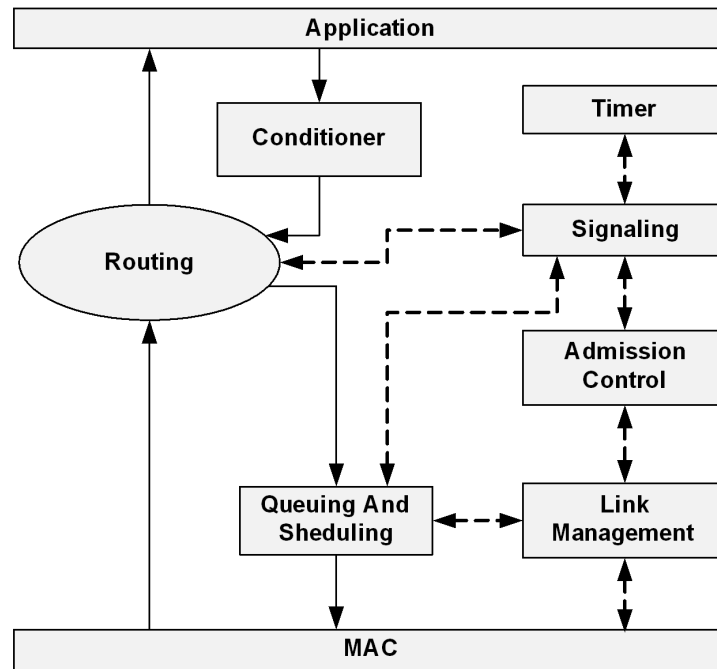 Application
Timer
Conditioner
Signaling
Routing
Admission
Control
Queuing And
Sheduling
Link
Management
MAC